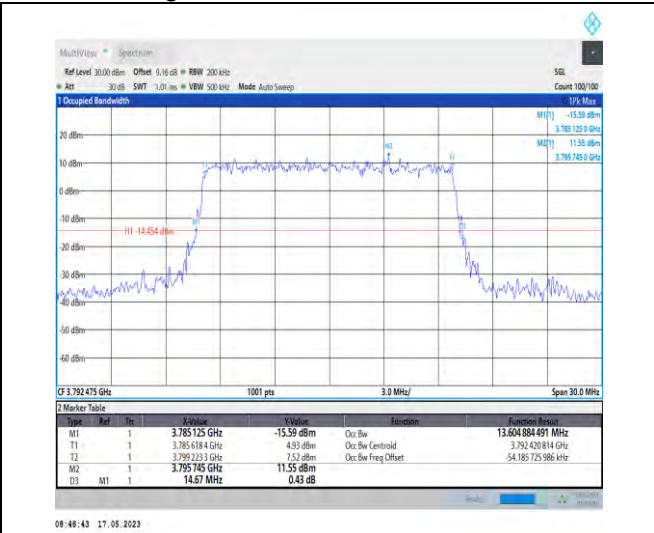 MultiView Spectrum
Ref Level 30.00 dBm Offset 9.16 dB RBW 200 kHz SGL
Att 30 dB SWT 1.01 ms VBW 500 kHz Mode Auto Sweep Count 100/100
1 Occupied Bandwidth 1Pk Max
M1[1] -15.59 dBm
3.785 125 0 GHz
M2[1] 11.55 dBm
3.795 745 0 GHz
20 dBm
M2
10 dBm
T1
T2
0 dBm
-10 dBm
M1
H1 -14.454 dBm
D3
-20 dBm
-30 dBm
-40 dBm
-50 dBm
-60 dBm
CF 3.792 475 GHz 1001 pts 3.0 MHz/ Span 30.0 MHz
2 Marker Table
Type Ref Trc X-Value Y-Value Function Function Result
M1 1 3.785 125 GHz -15.59 dBm Occ Bw 13.604 884 491 MHz
T1 1 3.785 618 4 GHz 4.93 dBm Occ Bw Centroid 3.792 420 814 GHz
T2 1 3.799 223 3 GHz 7.52 dBm Occ Bw Freq Offset -54.185 725 986 kHz
M2 1 3.795 745 GHz 11.55 dBm
D3 M1 1 14.67 MHz 0.43 dB
08:48:43 17.05.2023